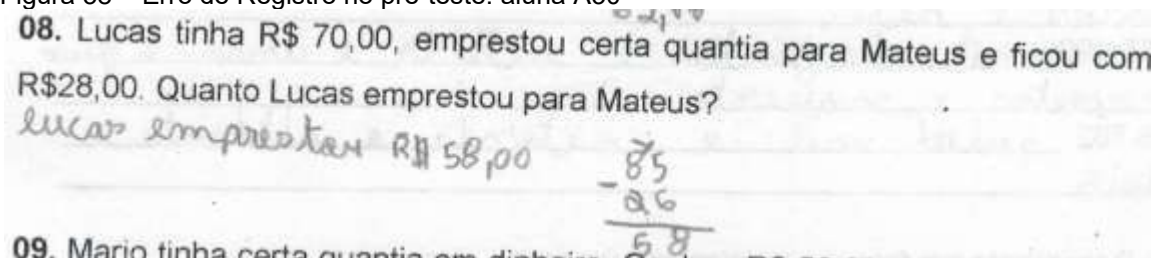 08. Lucas tinha R$ 70,00, emprestou certa quantia para Mateus e ficou com
R$28,00. Quanto Lucas emprestou para Mateus?
Lucas emprestou R$ 58,00
7
85
- 26
58
09. Mario tinha certa quantia em dinheiro.